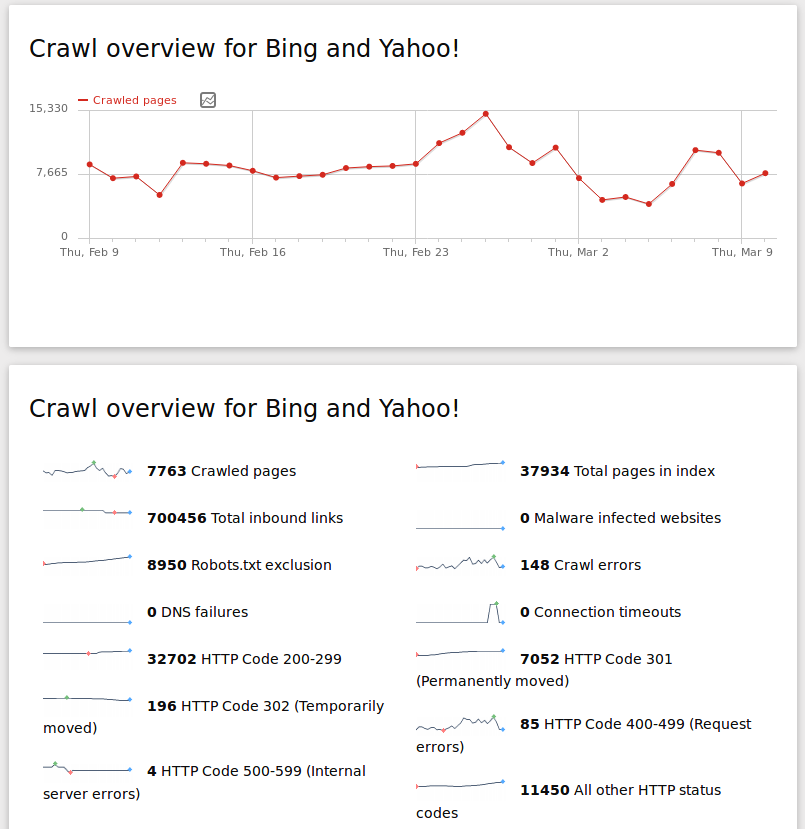 Crawl overview for Bing and Yahoo!
Crawled pages
15,330
7,665
0
Thu, Feb 9
Thu, Feb 16
Thu, Feb 23
Thu, Mar 2
Thu, Mar 9
Crawl overview for Bing and Yahoo!
7763 Crawled pages
700456 Total inbound links
8950 Robots.txt exclusion
0 DNS failures
32702 HTTP Code 200-299
196 HTTP Code 302 (Temporarily
moved)
4 HTTP Code 500-599 (Internal
server errors)
37934 Total pages in index
0 Malware infected websites
148 Crawl errors
0 Connection timeouts
7052 HTTP Code 301
(Permanently moved)
85 HTTP Code 400-499 (Request
errors)
11450 All other HTTP status
codes